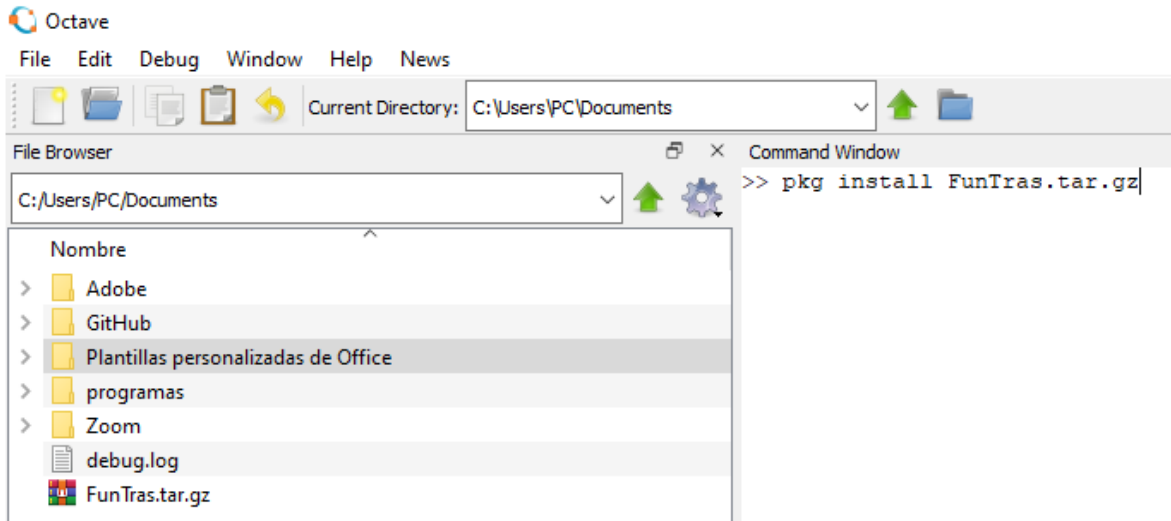 Octave
File Edit Debug Window Help News
Current Directory: C:\Users\PC\Documents
File Browser
Command Window
C:/Users/PC/Documents
>> pkg install FunTras.tar.gz
Nombre
Adobe
GitHub
Plantillas personalizadas de Office
programas
Zoom
debug.log
FunTras.tar.gz